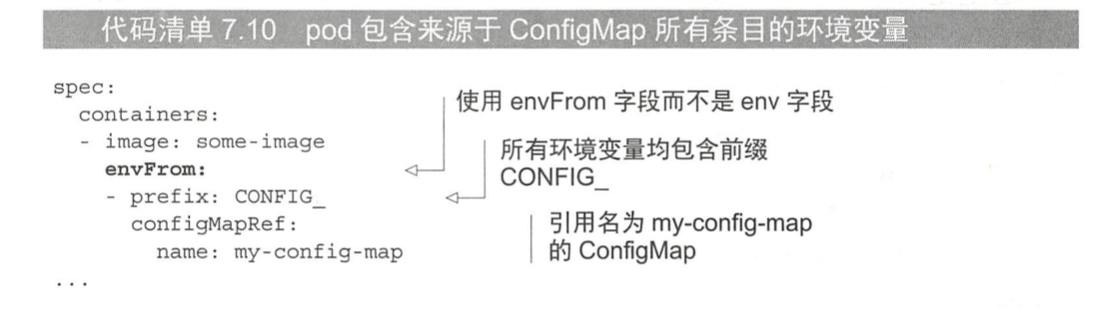 代码清单 7.10 pod 包含来源于 ConfigMap 所有条目的环境变量
spec:
containers:
- image: some-image
envFrom:
- prefix: CONFIG_
configMapRef:
name: my-config-map
...
使用 envFrom 字段而不是 env 字段
所有环境变量均包含前缀
CONFIG_
引用名为 my-config-map
的 ConfigMap